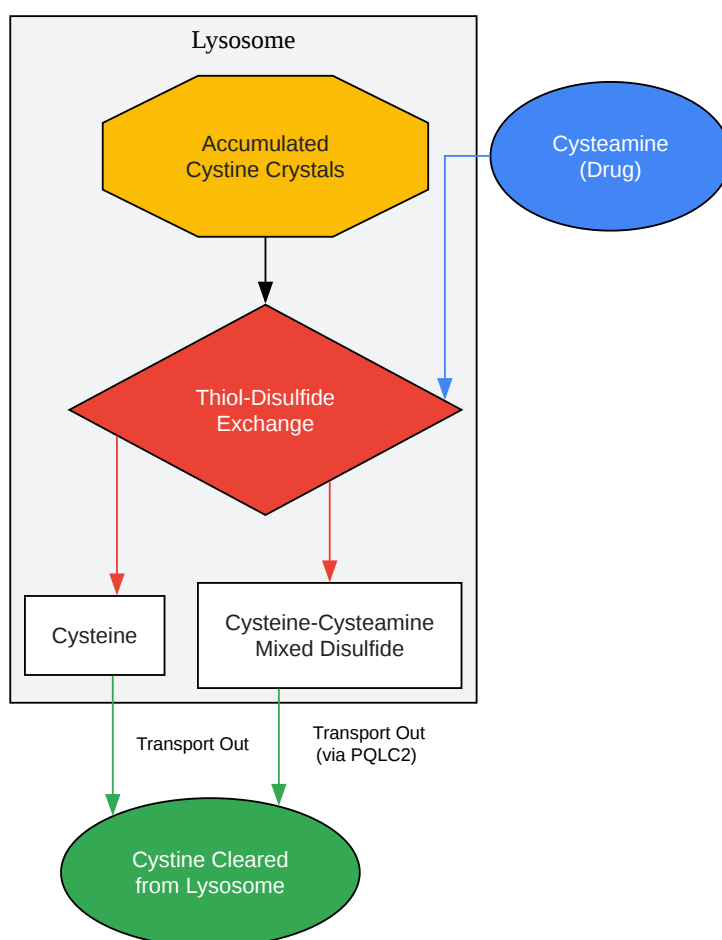 Lysosome
Accumulated
Cystine Crystals
Cysteamine
(Drug)
Thiol-Disulfide
Exchange
Cysteine
Cysteine-Cysteamine
Mixed Disulfide
Transport Out
Transport Out
(via PQLC2)
Cystine Cleared
from Lysosome